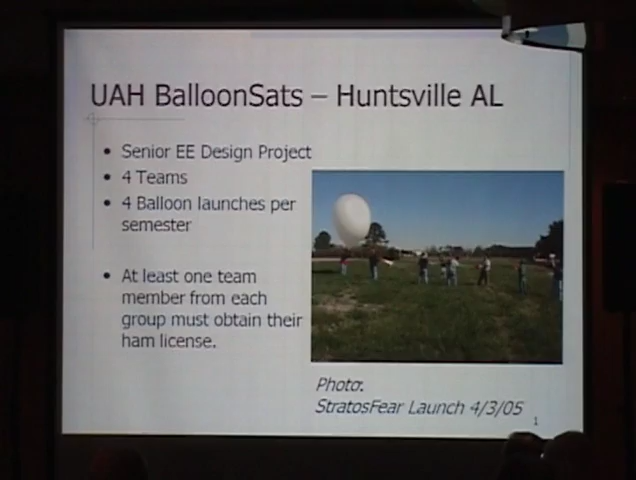 UAH BalloonSats – Huntsville AL
• Senior EE Design Project
• 4 Teams
• 4 Balloon launches per
semester
• At least one team
member from each
group must obtain their
ham license.
Photo:
StratosFear Launch 4/3/05
1